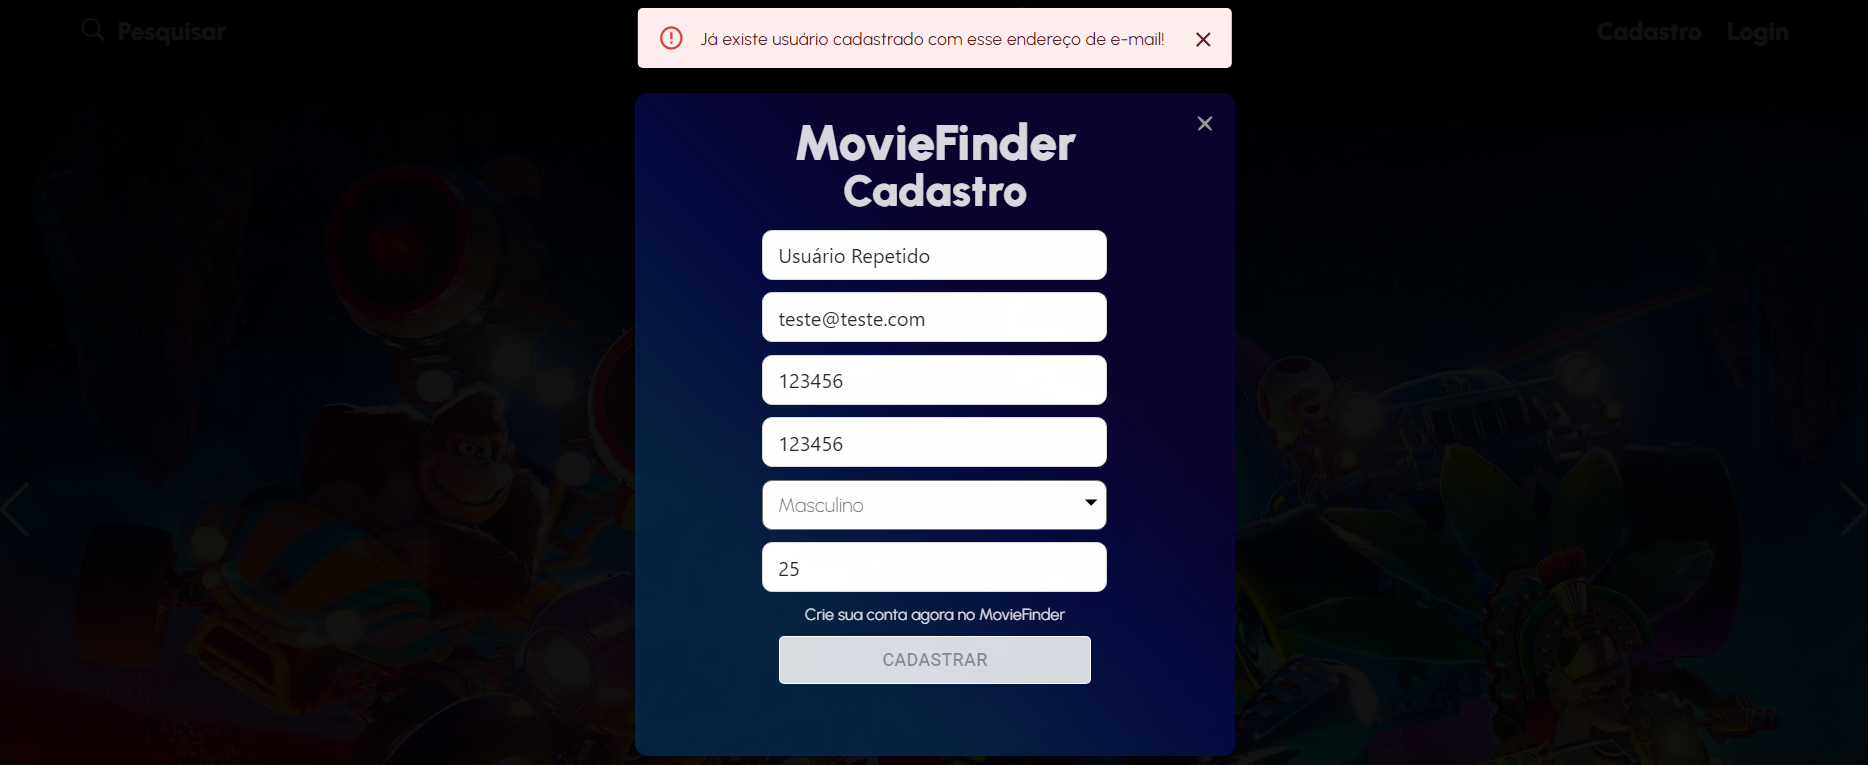 Pesquisar
Já existe usuário cadastrado com esse endereço de e-mail!
Cadastro
Login
MovieFinder
Cadastro
Usuário Repetido
teste@teste.com
123456
123456
Masculino
25
Crie sua conta agora no MovieFinder
CADASTRAR